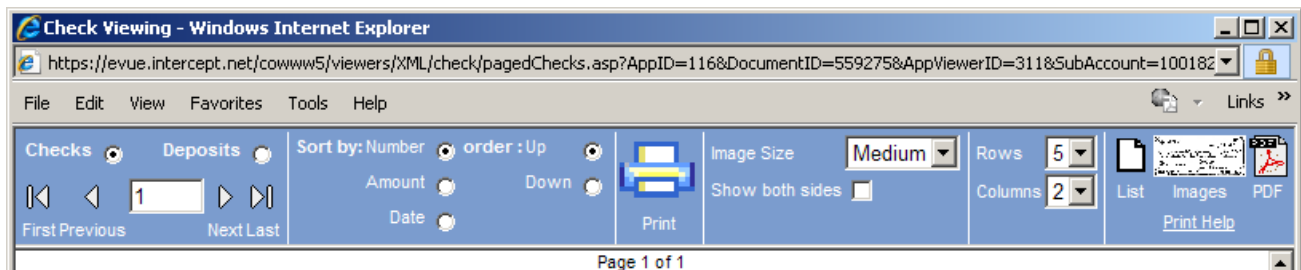 Check Viewing - Windows Internet Explorer
https://evue.intercept.net/cowww5/viewers/XML/check/pagedChecks.asp?AppID=116&DocumentID=559275&AppViewerID=311&SubAccount=100182
File Edit View Favorites Tools Help Links »
Checks Deposits Sort by: Number order : Up Image Size Medium Rows 5
1 Amount Down Show both sides Columns 2 List Images PDF
First Previous Next Last Date Print Print Help
Page 1 of 1